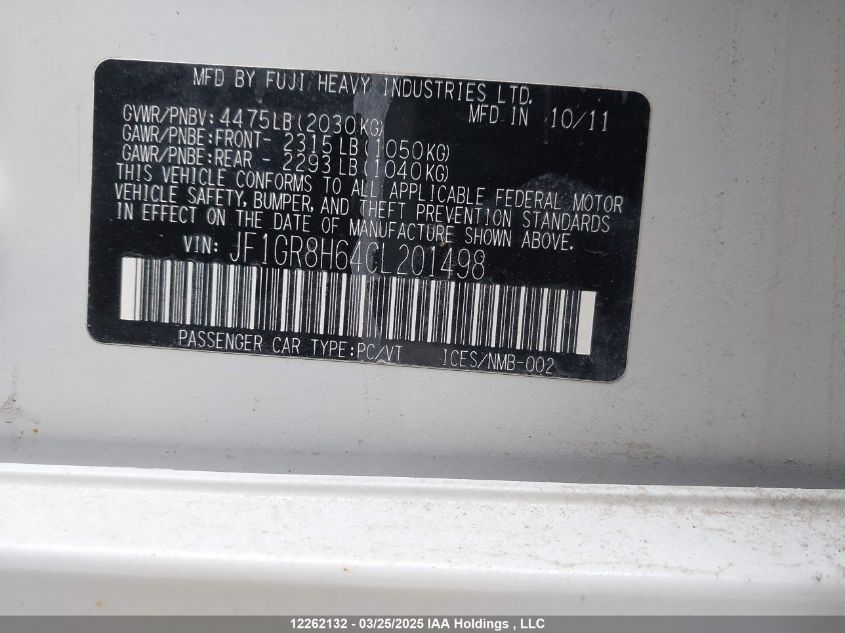 MFD BY FUJI HEAVY INDUSTRIES LTD.
GVWR/PNBV: 4475LB(2030KG) MFD IN 10/11
GAWR/PNBE:FRONT- 2315LB(1050KG)
GAWR/PNBE:REAR - 2293LB(1040KG)
THIS VEHICLE CONFORMS TO ALL APPLICABLE FEDERAL MOTOR
VEHICLE SAFETY, BUMPER, AND THEFT PREVENTION STANDARDS
IN EFFECT ON THE DATE OF MANUFACTURE SHOWN ABOVE.
VIN: JF1GR8H64CL201498
PASSENGER CAR TYPE:PC/VT ICES/NMB-002
12262132 - 03/25/2025 IAA Holdings , LLC